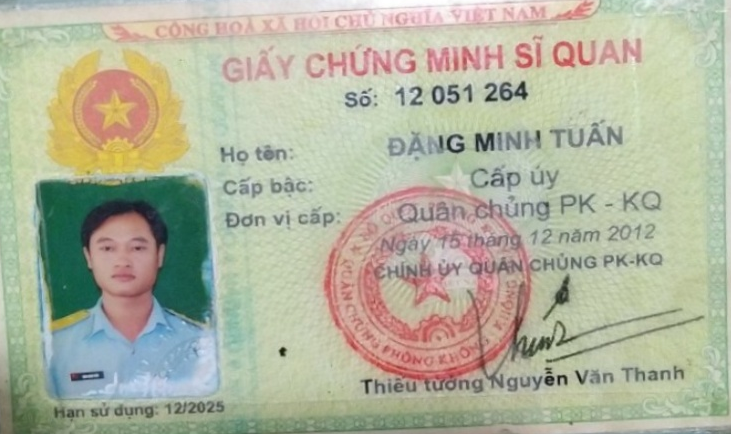 CỘNG HOÀ XÃ HỘI CHỦ NGHĨA VIỆT NAM
GIẤY CHỨNG MINH SĨ QUAN
Số: 12 051 264
Họ tên: ĐẶNG MINH TUẤN
Cấp bậc: Cấp úy
Đơn vị cấp: Quân chủng PK - KQ
Ngày 15 tháng 12 năm 2012
CHÍNH ỦY QUÂN CHỦNG PK-KQ
QUÂN CHỦNG PHÒNG KHÔNG
Thiếu tướng Nguyễn Văn Thanh
Hạn sử dụng: 12/2025